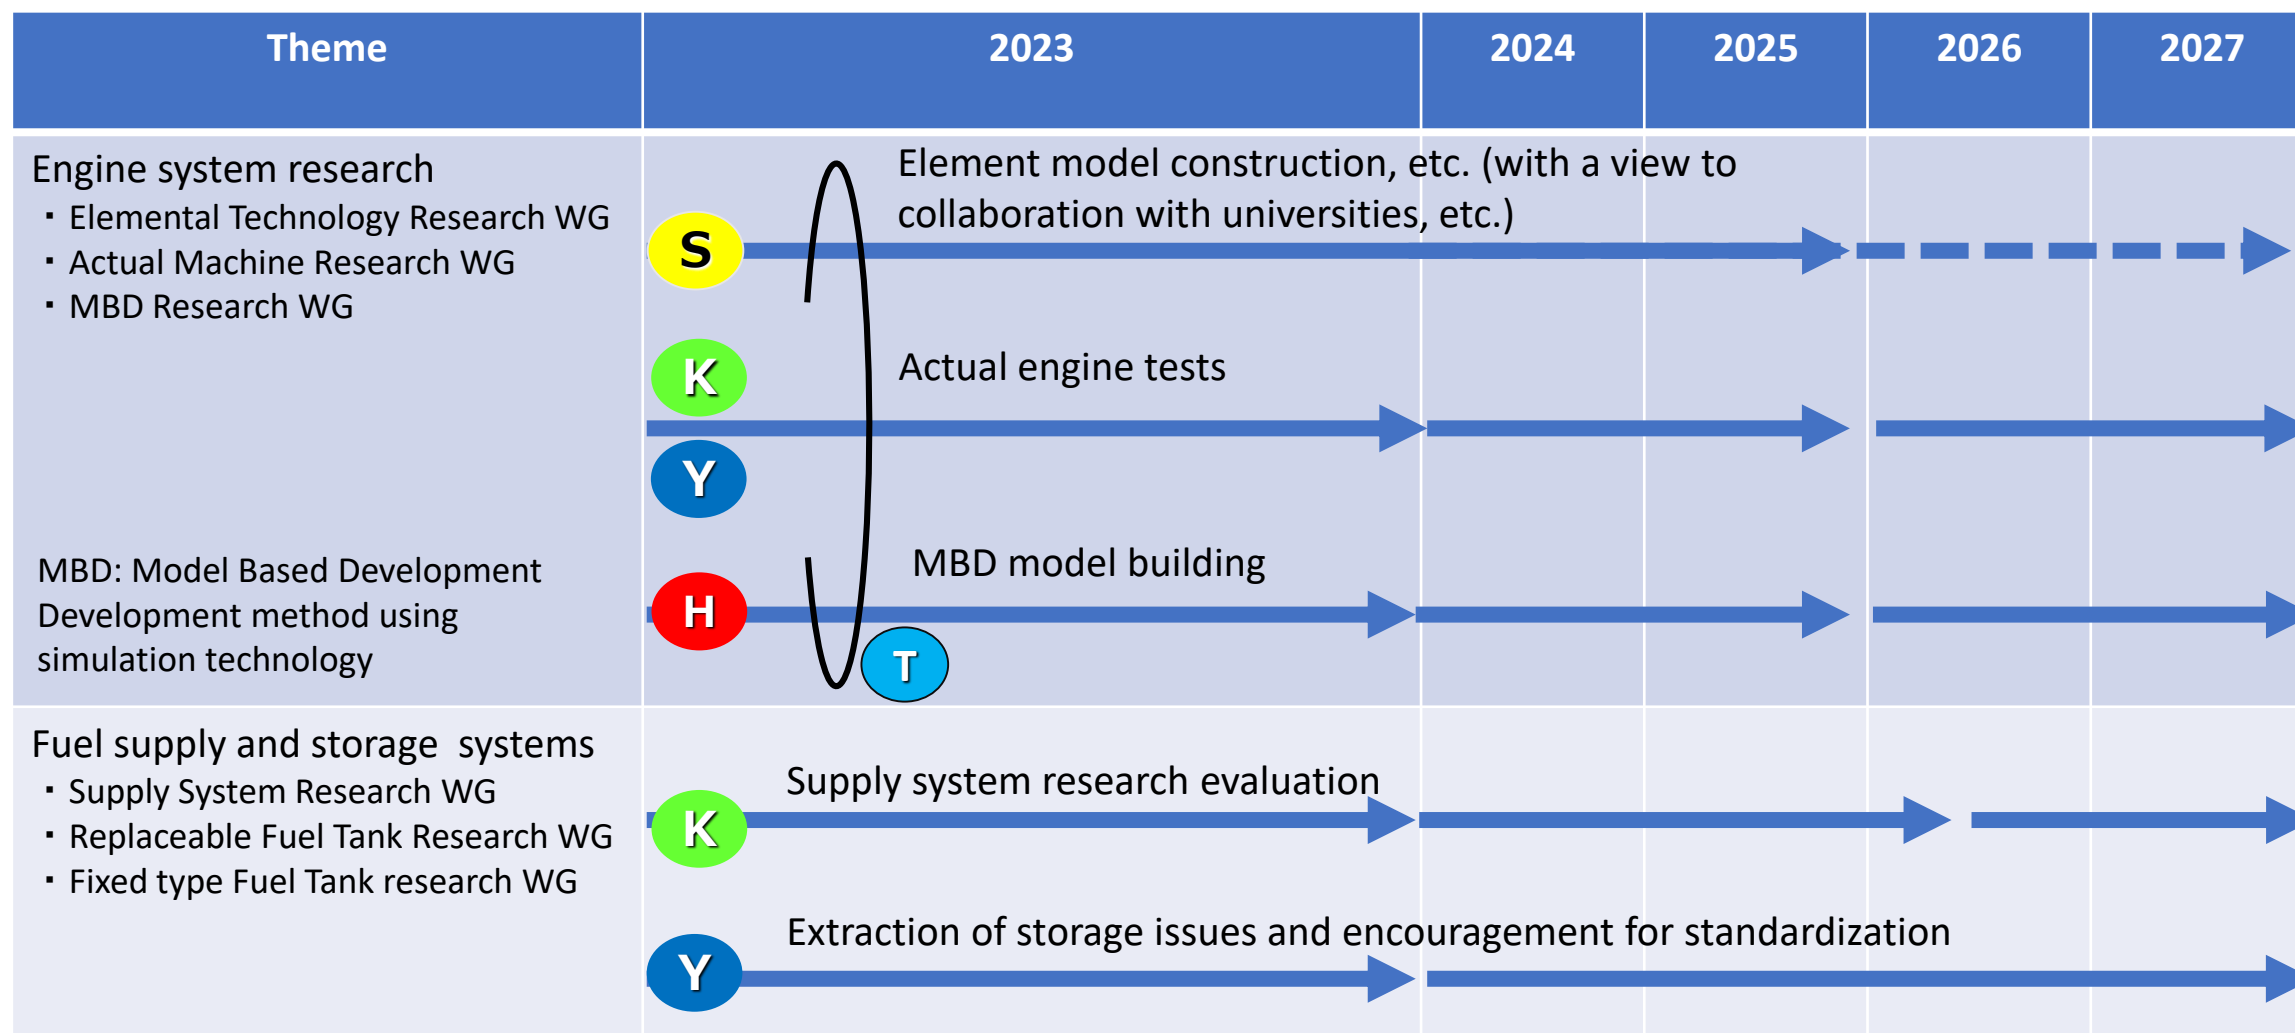 Theme
2023
2024
2025
2026
2027
Engine system research
・Elemental Technology Research WG
・Actual Machine Research WG
・MBD Research WG
MBD: Model Based Development
Development method using
simulation technology
Element model construction, etc. (with a view to
collaboration with universities, etc.)
S
K
Actual engine tests
Y
MBD model building
H
T
Fuel supply and storage  systems
・Supply System Research WG
・Replaceable Fuel Tank Research WG
・Fixed type Fuel Tank research WG
Supply system research evaluation
K
Extraction of storage issues and encouragement for standardization
Y